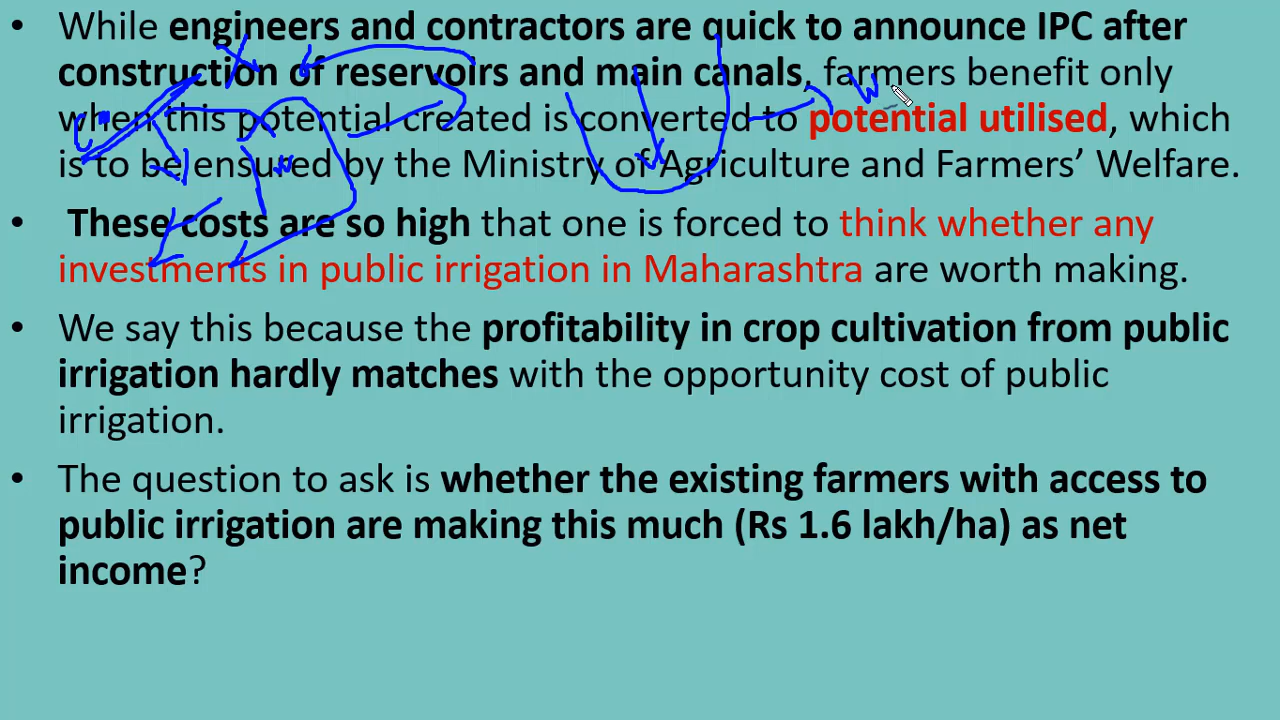 • While engineers and contractors are quick to announce IPC after
construction of reservoirs and main canals, farmers benefit only
when this potential created is converted to potential utilised, which
is to be ensured by the Ministry of Agriculture and Farmers' Welfare.
• These costs are so high that one is forced to think whether any
investments in public irrigation in Maharashtra are worth making.
• We say this because the profitability in crop cultivation from public
irrigation hardly matches with the opportunity cost of public
irrigation.
• The question to ask is whether the existing farmers with access to
public irrigation are making this much (Rs 1.6 lakh/ha) as net
income?